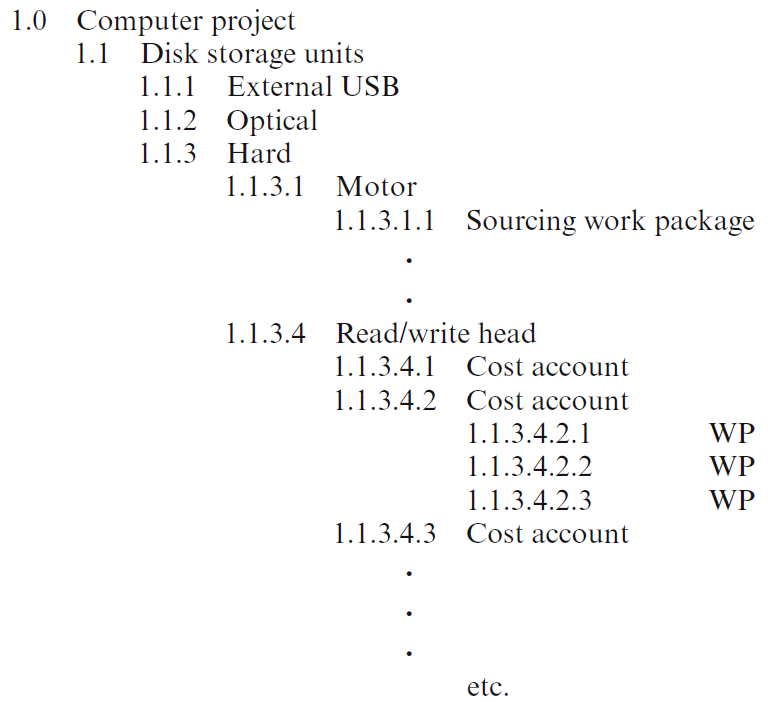 1.0 Computer project
1.1 Disk storage units
1.1.1 External USB
1.1.2 Optical
1.1.3 Hard
1.1.3.1 Motor
1.1.3.1.1 Sourcing work package
.
.
1.1.3.4 Read/write head
1.1.3.4.1 Cost account
1.1.3.4.2 Cost account
1.1.3.4.2.1 WP
1.1.3.4.2.2 WP
1.1.3.4.2.3 WP
1.1.3.4.3 Cost account
.
.
.
etc.